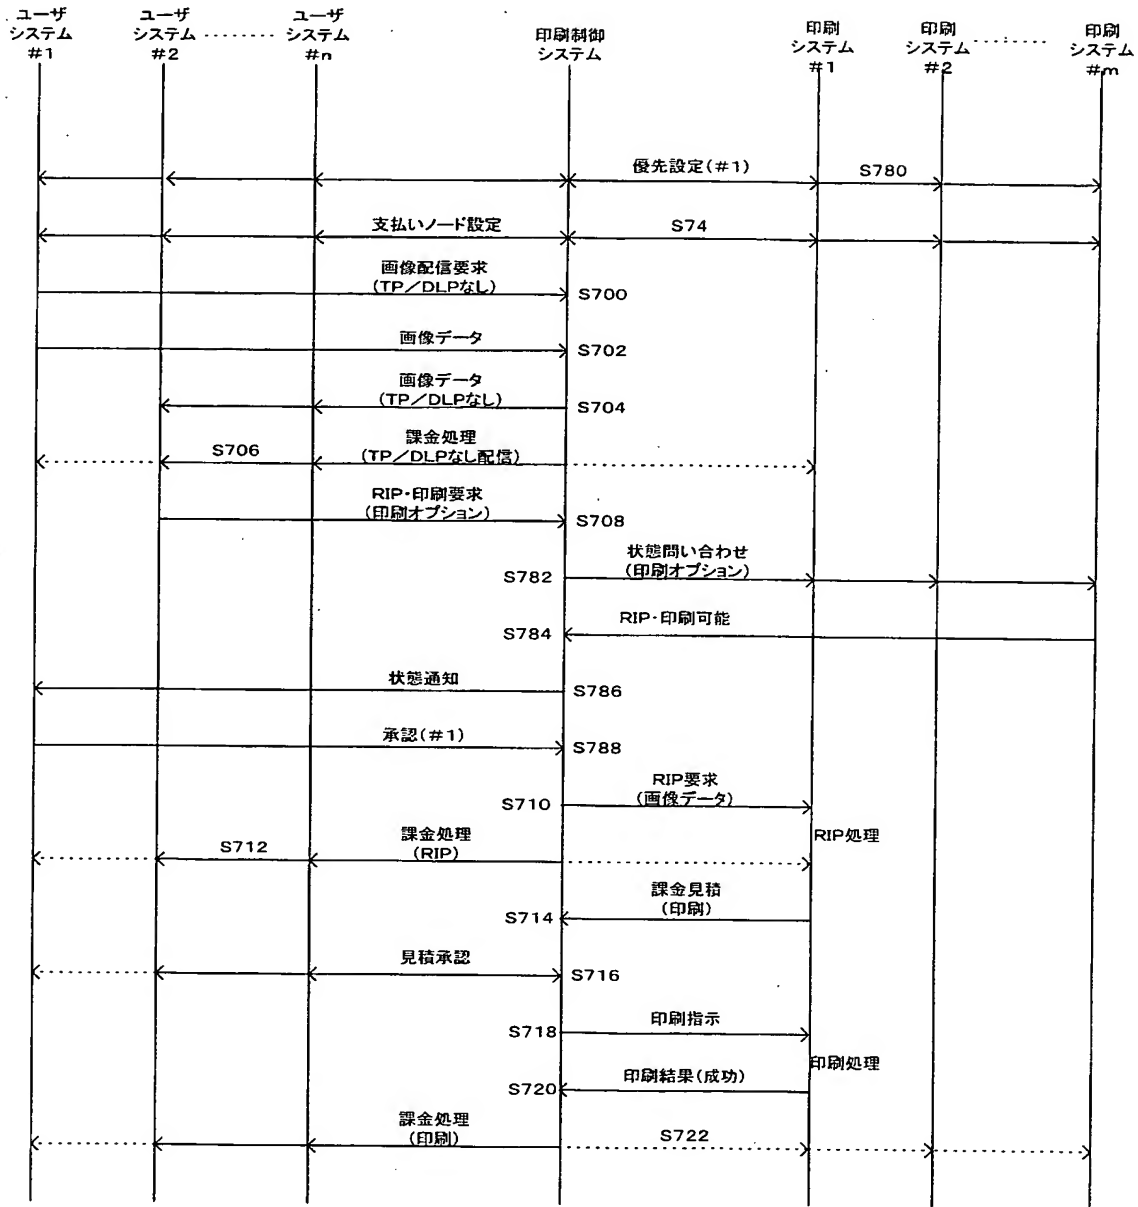 ユーザ
システム
#1
ユーザ
システム
#2
ユーザ
システム
#n
印刷制御
システム
印刷
システム
#1
印刷
システム
#2
印刷
システム
#m
優先設定(#1)
S780
支払いノード設定
S74
画像配信要求
(TP/DLPなし)
S700
画像データ
S702
画像データ
(TP/DLPなし)
S704
課金処理
(TP/DLPなし配信)
S706
RIP・印刷要求
(印刷オプション)
S708
状態問い合わせ
(印刷オプション)
S782
RIP・印刷可能
S784
状態通知
S786
承認(#1)
S788
RIP要求
(画像データ)
S710
RIP処理
課金処理
(RIP)
S712
課金見積
(印刷)
S714
見積承認
S716
印刷指示
S718
印刷処理
印刷結果(成功)
S720
課金処理
(印刷)
S722